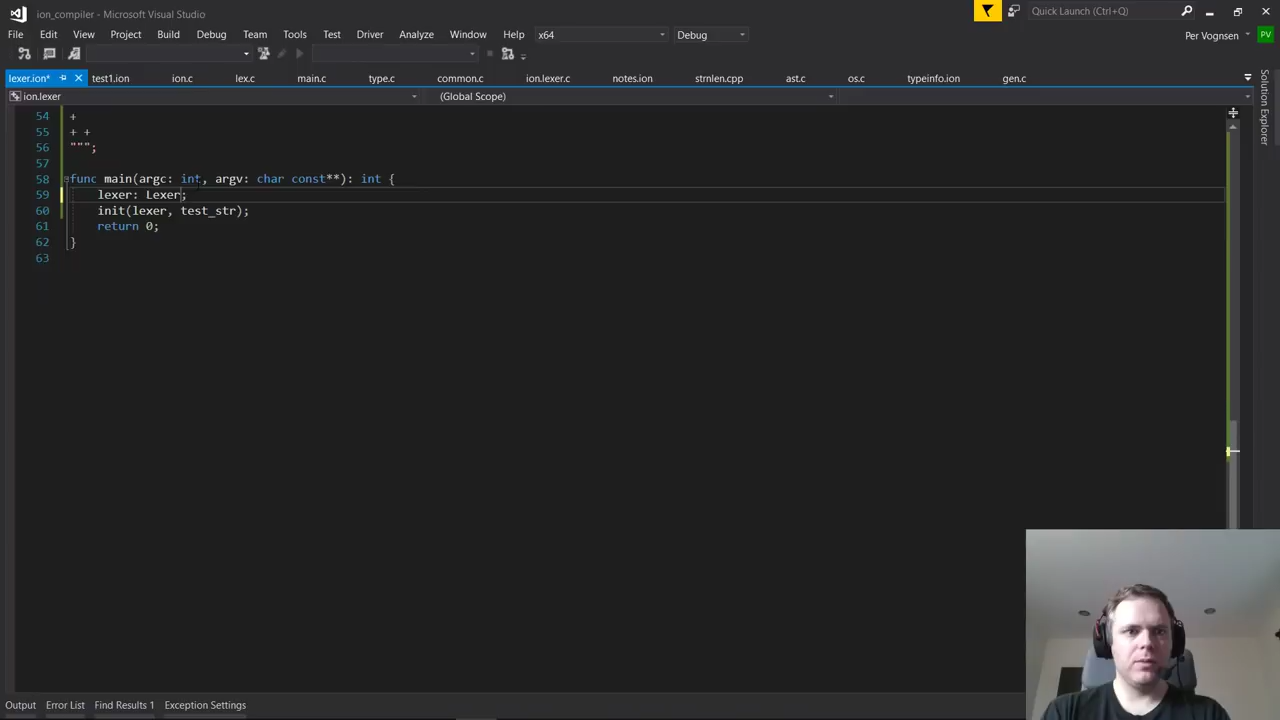 ion_compiler - Microsoft Visual Studio
Quick Launch (Ctrl+Q)
File Edit View Project Build Debug Team Tools Test Driver Analyze Window Help x64 Debug
Per Vognsen PV
lexer.ion* test1.ion ion.c lex.c main.c type.c common.c ion.lexer.c notes.ion strnlen.cpp ast.c os.c typeinfo.ion gen.c
ion.lexer (Global Scope)
Solution Explorer
54 +
55 + +
56 """;
57
58 func main(argc: int, argv: char const**): int {
59 lexer: Lexer;
60 init(lexer, test_str);
61 return 0;
62 }
63
Output Error List Find Results 1 Exception Settings